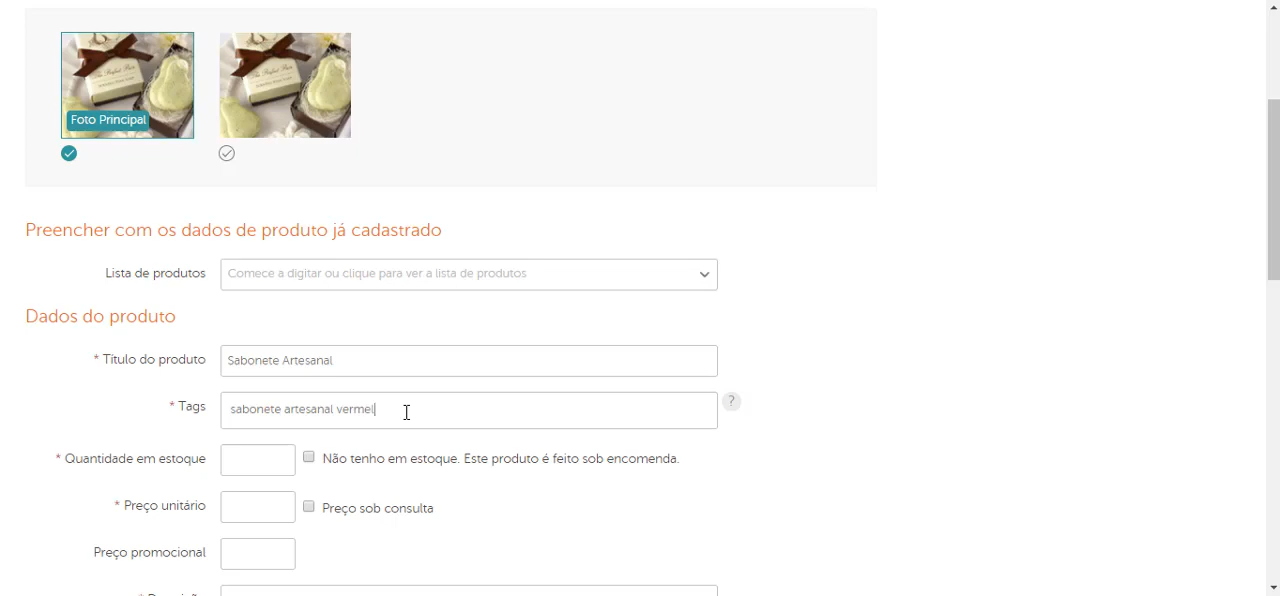 Foto Principal
Preencher com os dados de produto já cadastrado
Lista de produtos
Comece a digitar ou clique para ver a lista de produtos
Dados do produto
* Título do produto
Sabonete Artesanal
* Tags
sabonete artesanal vermel
?
* Quantidade em estoque
Não tenho em estoque. Este produto é feito sob encomenda.
* Preço unitário
Preço sob consulta
Preço promocional